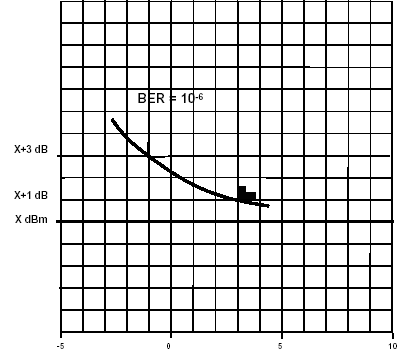 BER = 10-6
X+3 dB
X+1 dB
X dBm
-5 0 5 10